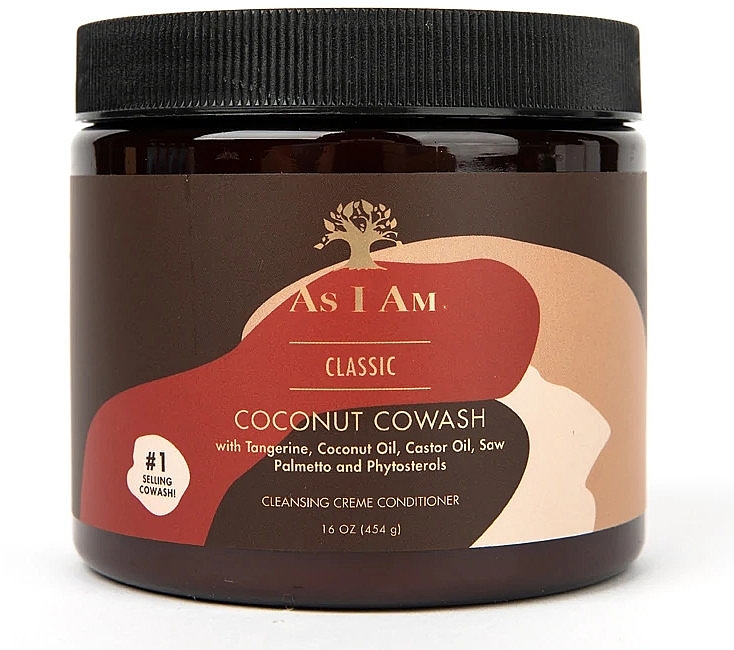 AS I AM
CLASSIC
COCONUT COWASH
with Tangerine, Coconut Oil, Castor Oil, Saw
Palmetto and Phytosterols
#1
SELLING
COWASH!
CLEANSING CREME CONDITIONER
16 OZ (454 g)